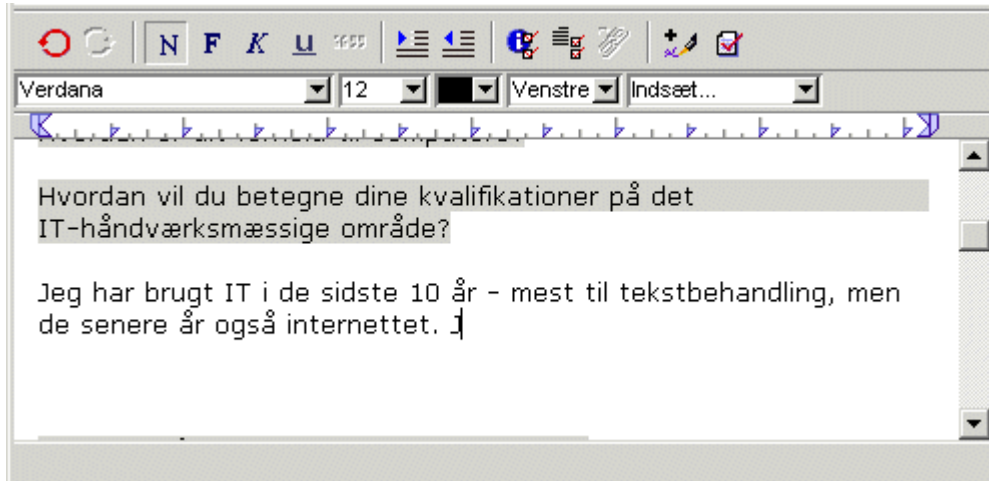 N F K U
Verdana 12 Venstre Indsæt...
Hvordan vil du betegne dine kvalifikationer på det
IT-håndværksmæssige område?
Jeg har brugt IT i de sidste 10 år - mest til tekstbehandling, men
de senere år også internettet. J